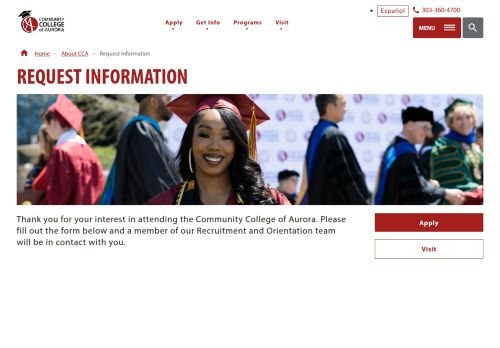 Español
303-360-4700
COMMUNITY
COLLEGE
of AURORA
Apply
Get Info
Programs
Visit
MENU
Home – About CCA – Request Information
REQUEST INFORMATION
Thank you for your interest in attending the Community College of Aurora. Please
fill out the form below and a member of our Recruitment and Orientation team
will be in contact with you.
Apply
Visit